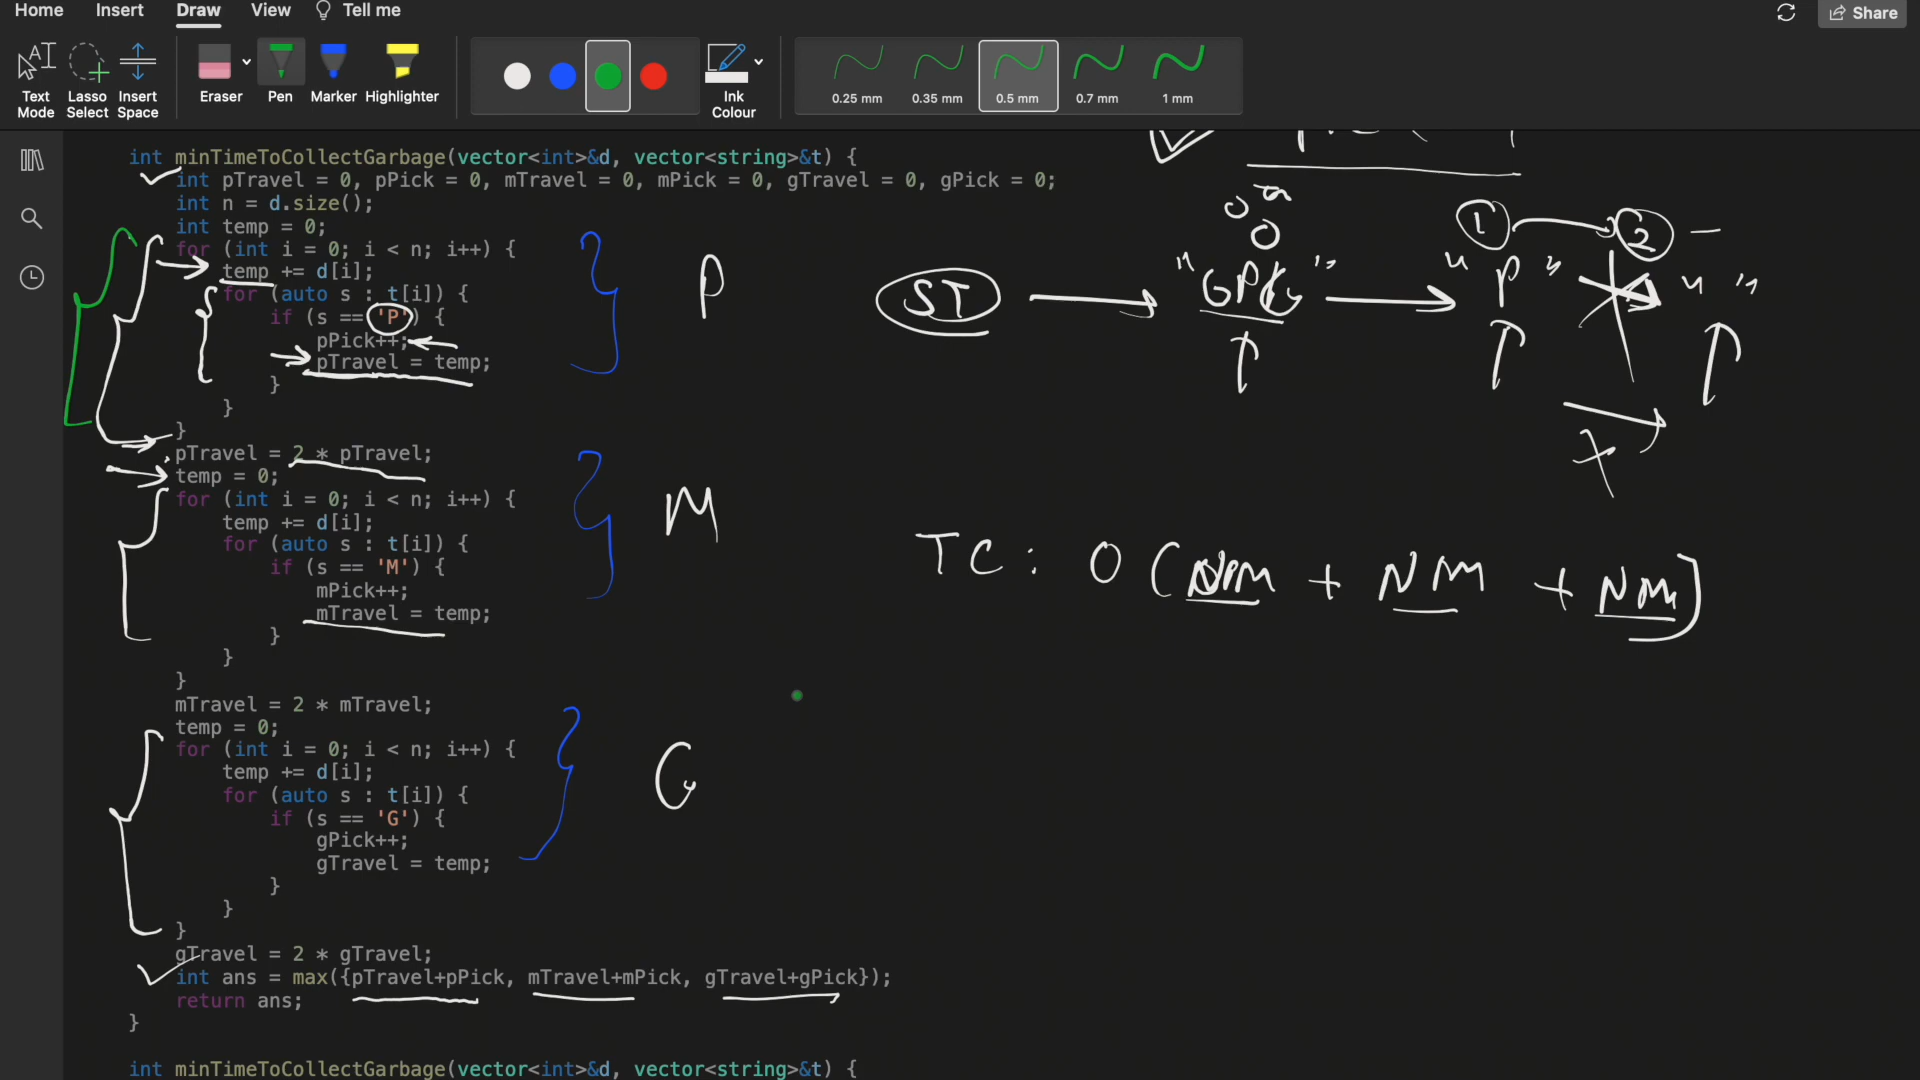 Home Insert Draw View Tell me Share
Text Mode Lasso Select Insert Space Eraser Pen Marker Highlighter Ink Colour 0.25 mm 0.35 mm 0.5 mm 0.7 mm 1 mm
int minTimeToCollectGarbage(vector<int>&d, vector<string>&t) {
int pTravel = 0, pPick = 0, mTravel = 0, mPick = 0, gTravel = 0, gPick = 0;
int n = d.size();
int temp = 0;
for (int i = 0; i < n; i++) {
temp += d[i];
for (auto s : t[i]) {
if (s == 'P') {
pPick++;
pTravel = temp;
}
}
}
pTravel = 2 * pTravel;
temp = 0;
for (int i = 0; i < n; i++) {
temp += d[i];
for (auto s : t[i]) {
if (s == 'M') {
mPick++;
mTravel = temp;
}
}
}
mTravel = 2 * mTravel;
temp = 0;
for (int i = 0; i < n; i++) {
temp += d[i];
for (auto s : t[i]) {
if (s == 'G') {
gPick++;
gTravel = temp;
}
}
}
gTravel = 2 * gTravel;
int ans = max({pTravel+pPick, mTravel+mPick, gTravel+gPick});
return ans;
}
int minTimeToCollectGarbage(vector<int>&d, vector<string>&t) {
P
M
G
1 2
ST "P" " "
TC: O(NM + NM + NM)